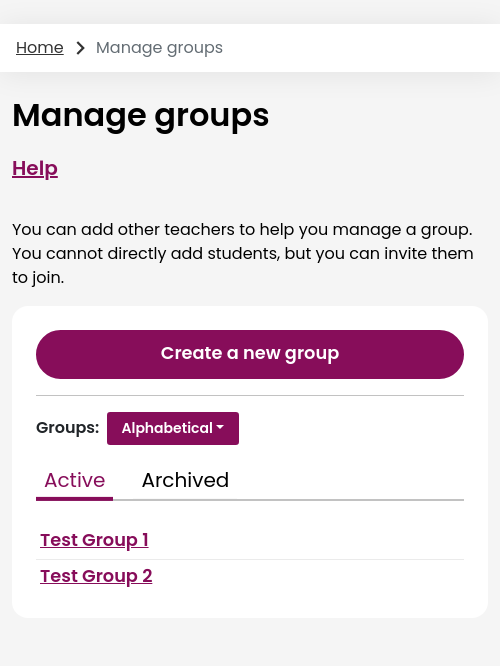 Home Manage groups
Manage groups
Help
You can add other teachers to help you manage a group.
You cannot directly add students, but you can invite them
to join.
Create a new group
Groups: Alphabetical
Active Archived
Test Group 1
Test Group 2